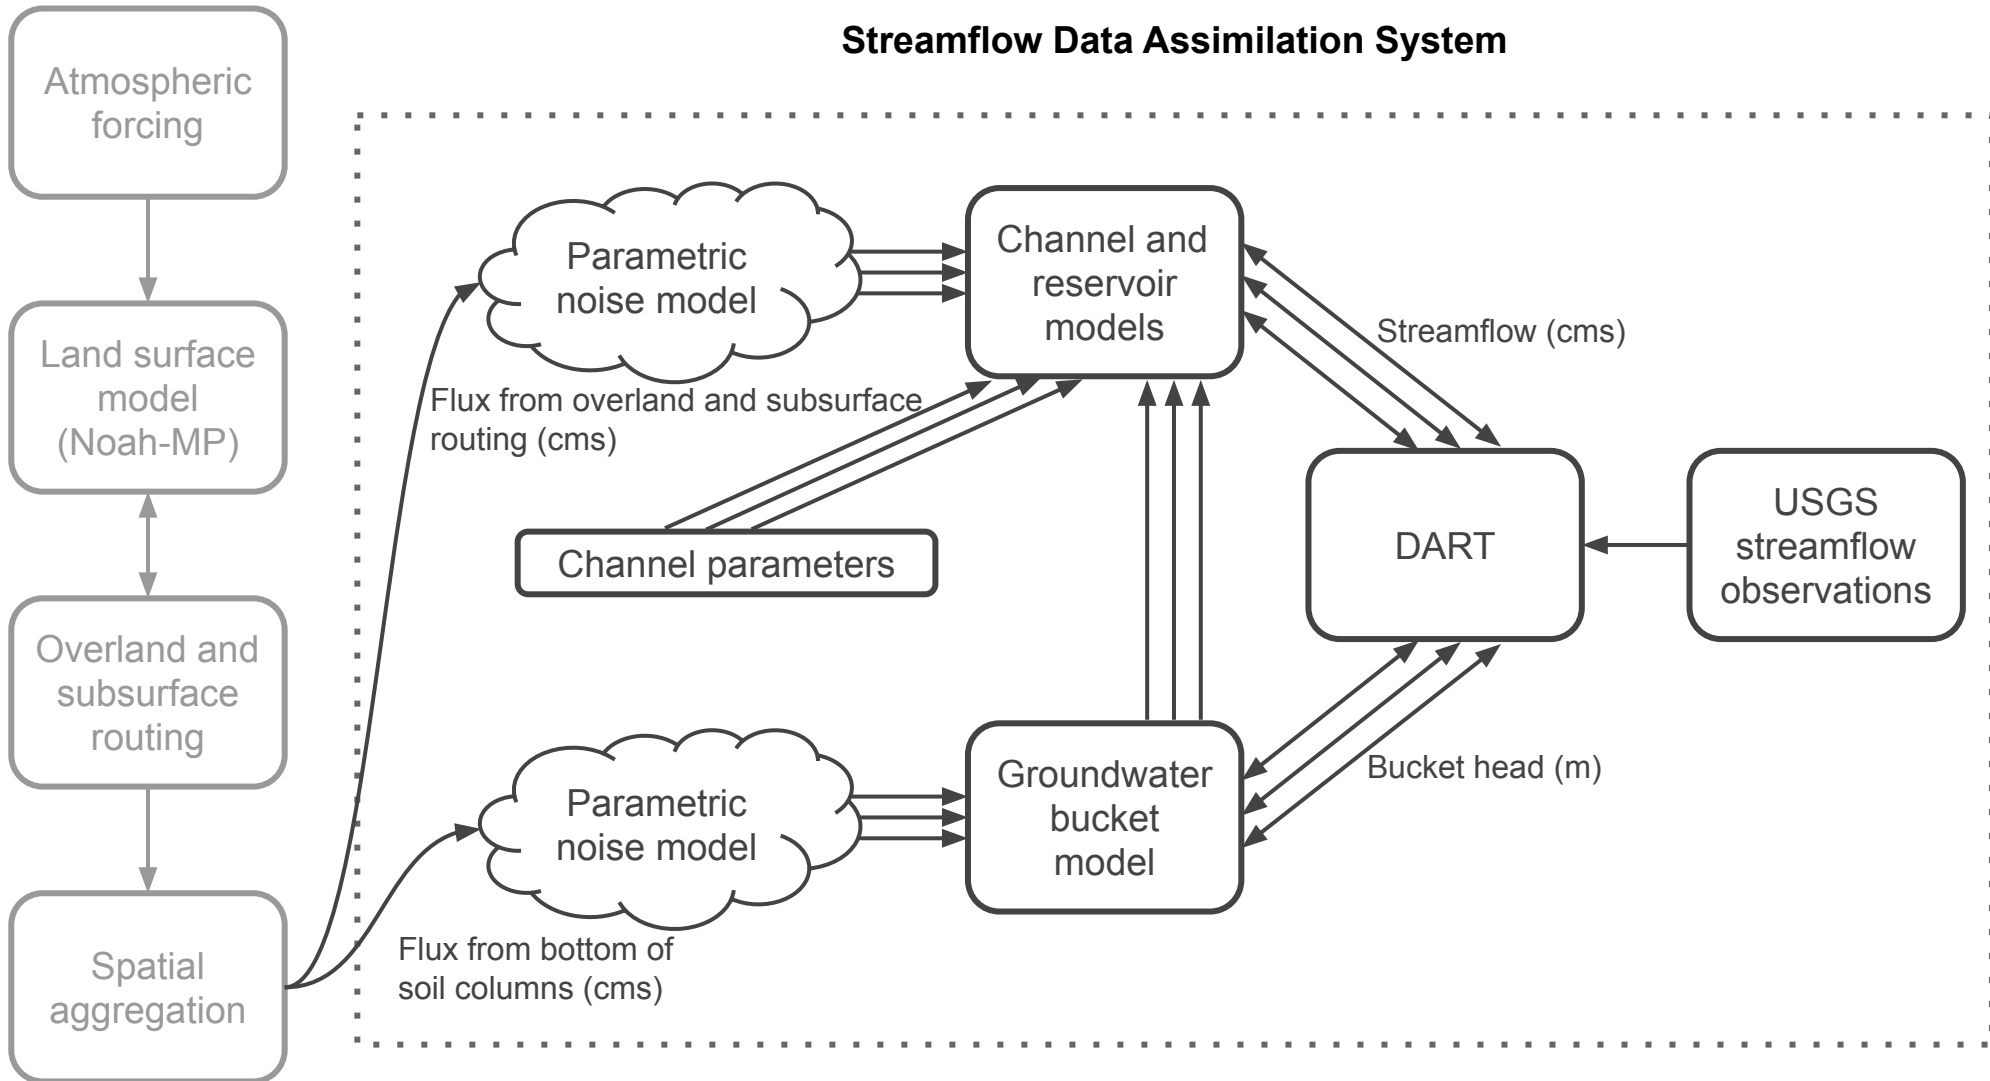 Streamflow Data Assimilation System
Atmospheric
forcing
Land surface
model
(Noah-MP)
Overland and
subsurface
routing
Spatial
aggregation
Parametric
noise model
Flux from overland and subsurface
routing (cms)
Channel parameters
Parametric
noise model
Flux from bottom of
soil columns (cms)
Channel and
reservoir
models
Groundwater
bucket
model
Streamflow (cms)
DART
Bucket head (m)
USGS
streamflow
observations